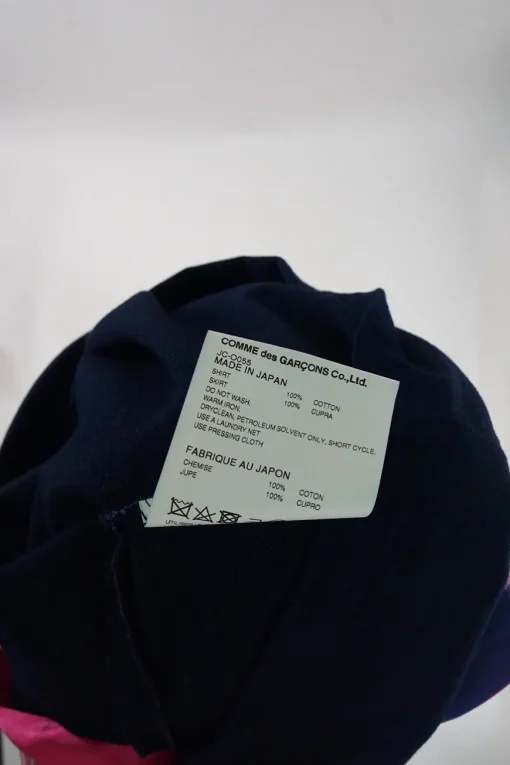 COMME des GARÇONS Co.,Ltd.
JC-O055
MADE IN JAPAN
SHIRT 100% COTTON
SKIRT 100% CUPRA
DO NOT WASH.
WARM IRON.
DRYCLEAN, PETROLEUM SOLVENT ONLY, SHORT CYCLE.
USE A LAUNDRY NET
USE PRESSING CLOTH
FABRIQUE AU JAPON
CHEMISE 100% COTON
JUPE 100% CUPRO